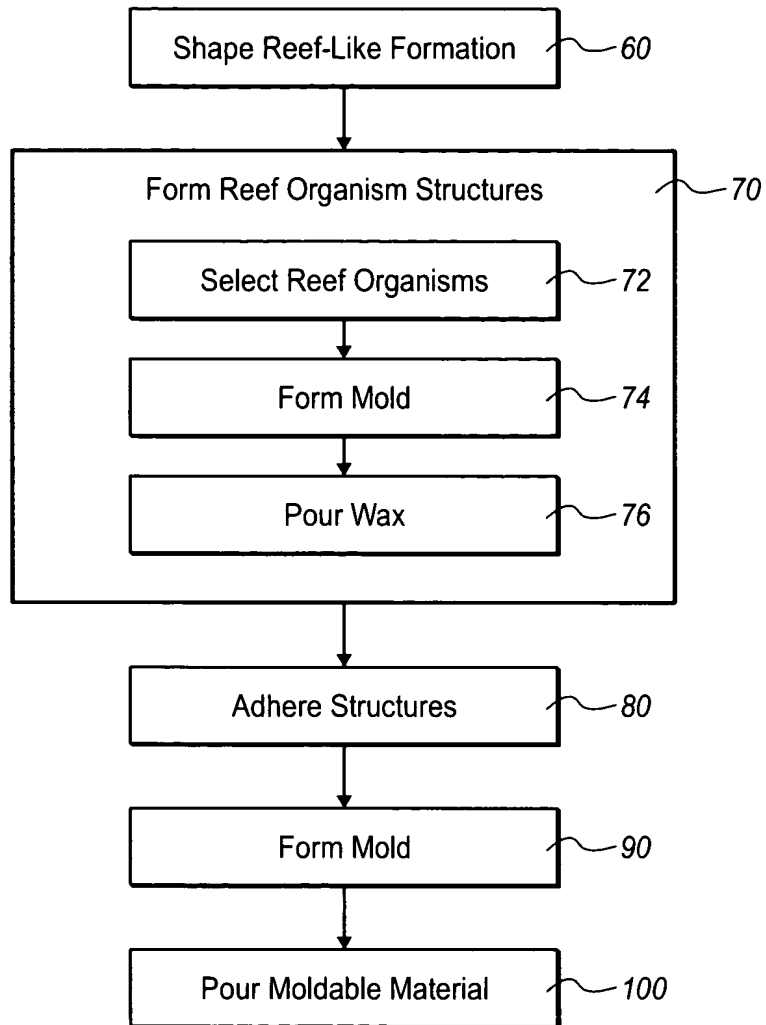 Shape Reef-Like Formation 60
Form Reef Organism Structures 70
Select Reef Organisms 72
Form Mold 74
Pour Wax 76
Adhere Structures 80
Form Mold 90
Pour Moldable Material 100